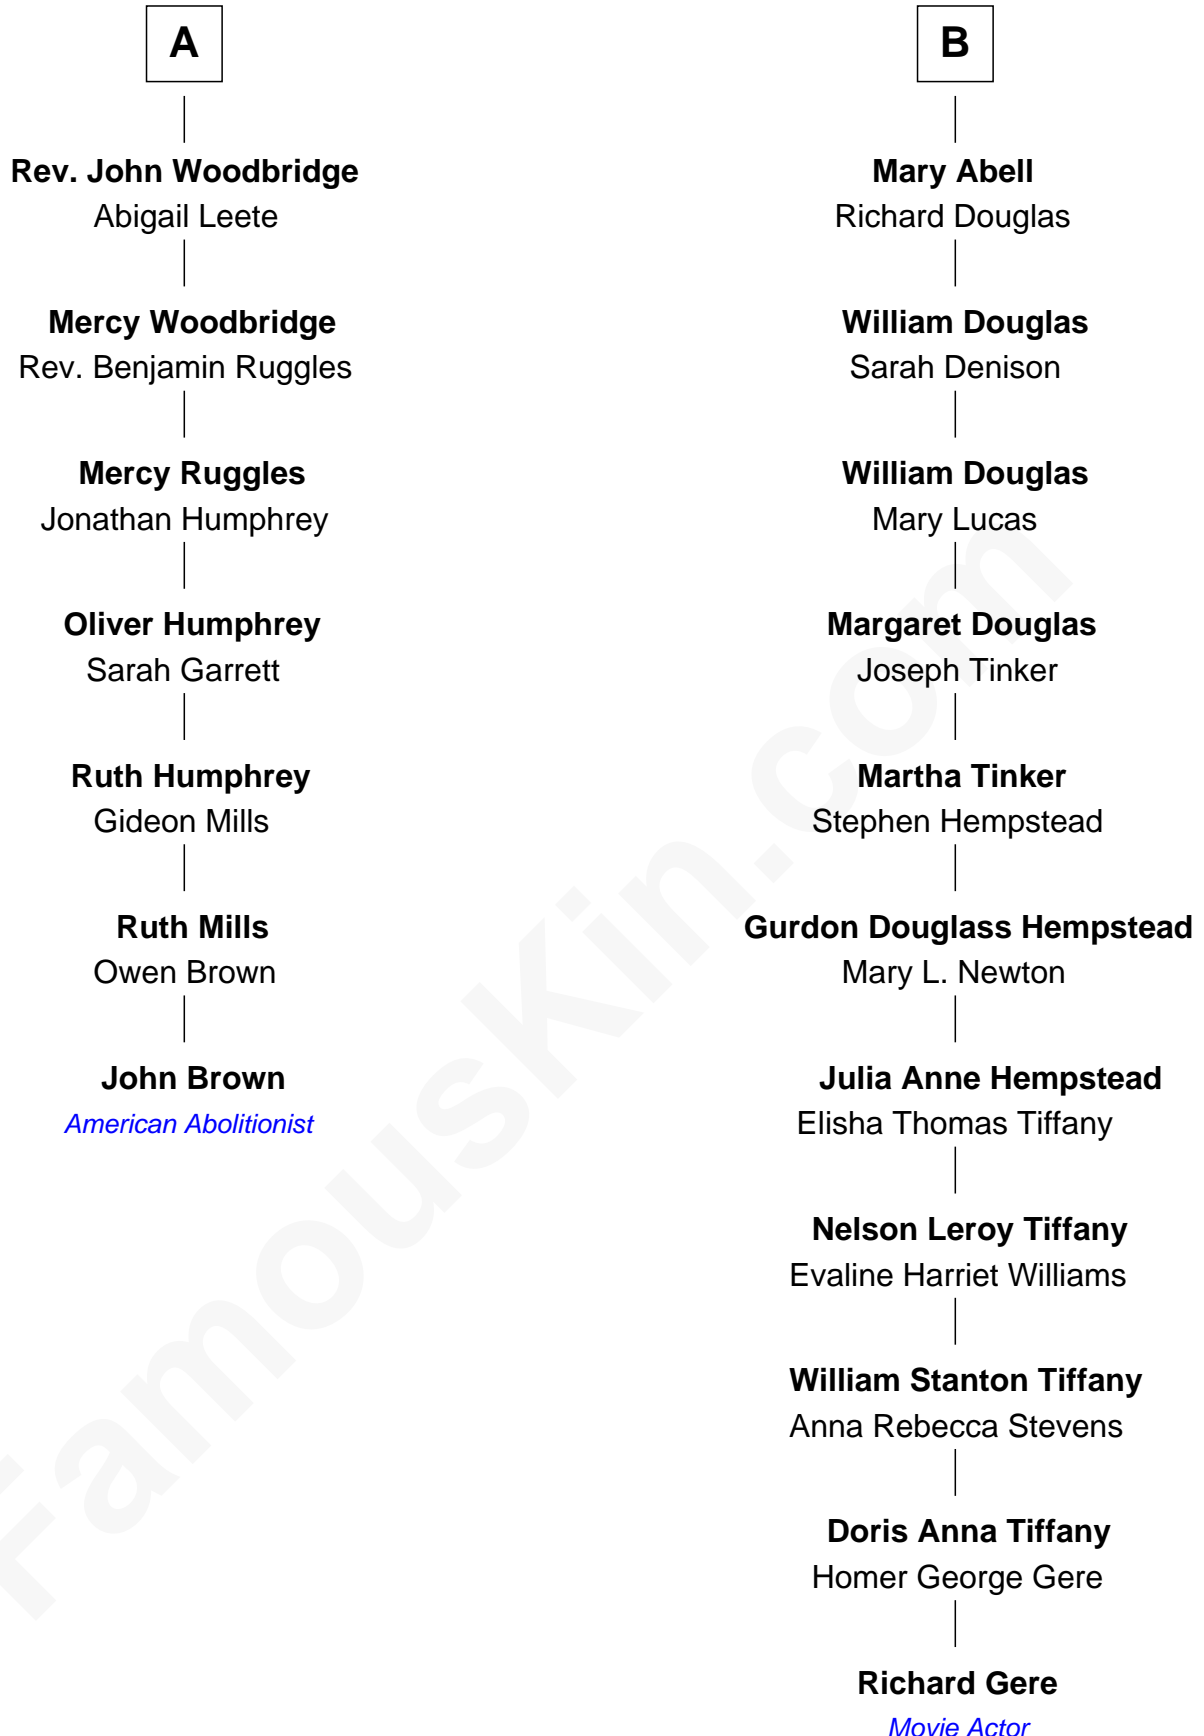 A
Rev. John Woodbridge
Abigail Leete
Mercy Woodbridge
Rev. Benjamin Ruggles
Mercy Ruggles
Jonathan Humphrey
Oliver Humphrey
Sarah Garrett
Ruth Humphrey
Gideon Mills
Ruth Mills
Owen Brown
John Brown
American Abolitionist
B
Mary Abell
Richard Douglas
William Douglas
Sarah Denison
William Douglas
Mary Lucas
Margaret Douglas
Joseph Tinker
Martha Tinker
Stephen Hempstead
Gurdon Douglass Hempstead
Mary L. Newton
Julia Anne Hempstead
Elisha Thomas Tiffany
Nelson Leroy Tiffany
Evaline Harriet Williams
William Stanton Tiffany
Anna Rebecca Stevens
Doris Anna Tiffany
Homer George Gere
Richard Gere
Movie Actor
FamousKin.com